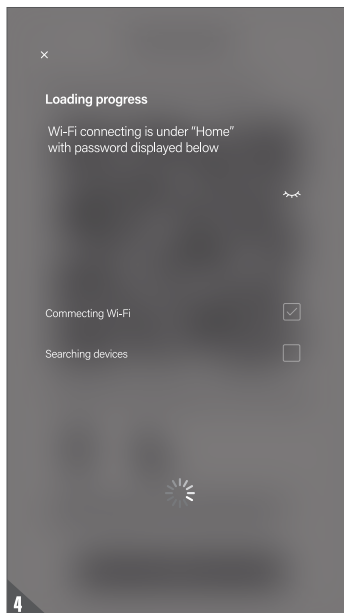 ×
Loading progress
Wi-Fi connecting is under "Home"
with password displayed below
Commecting Wi-Fi
Searching devices
4